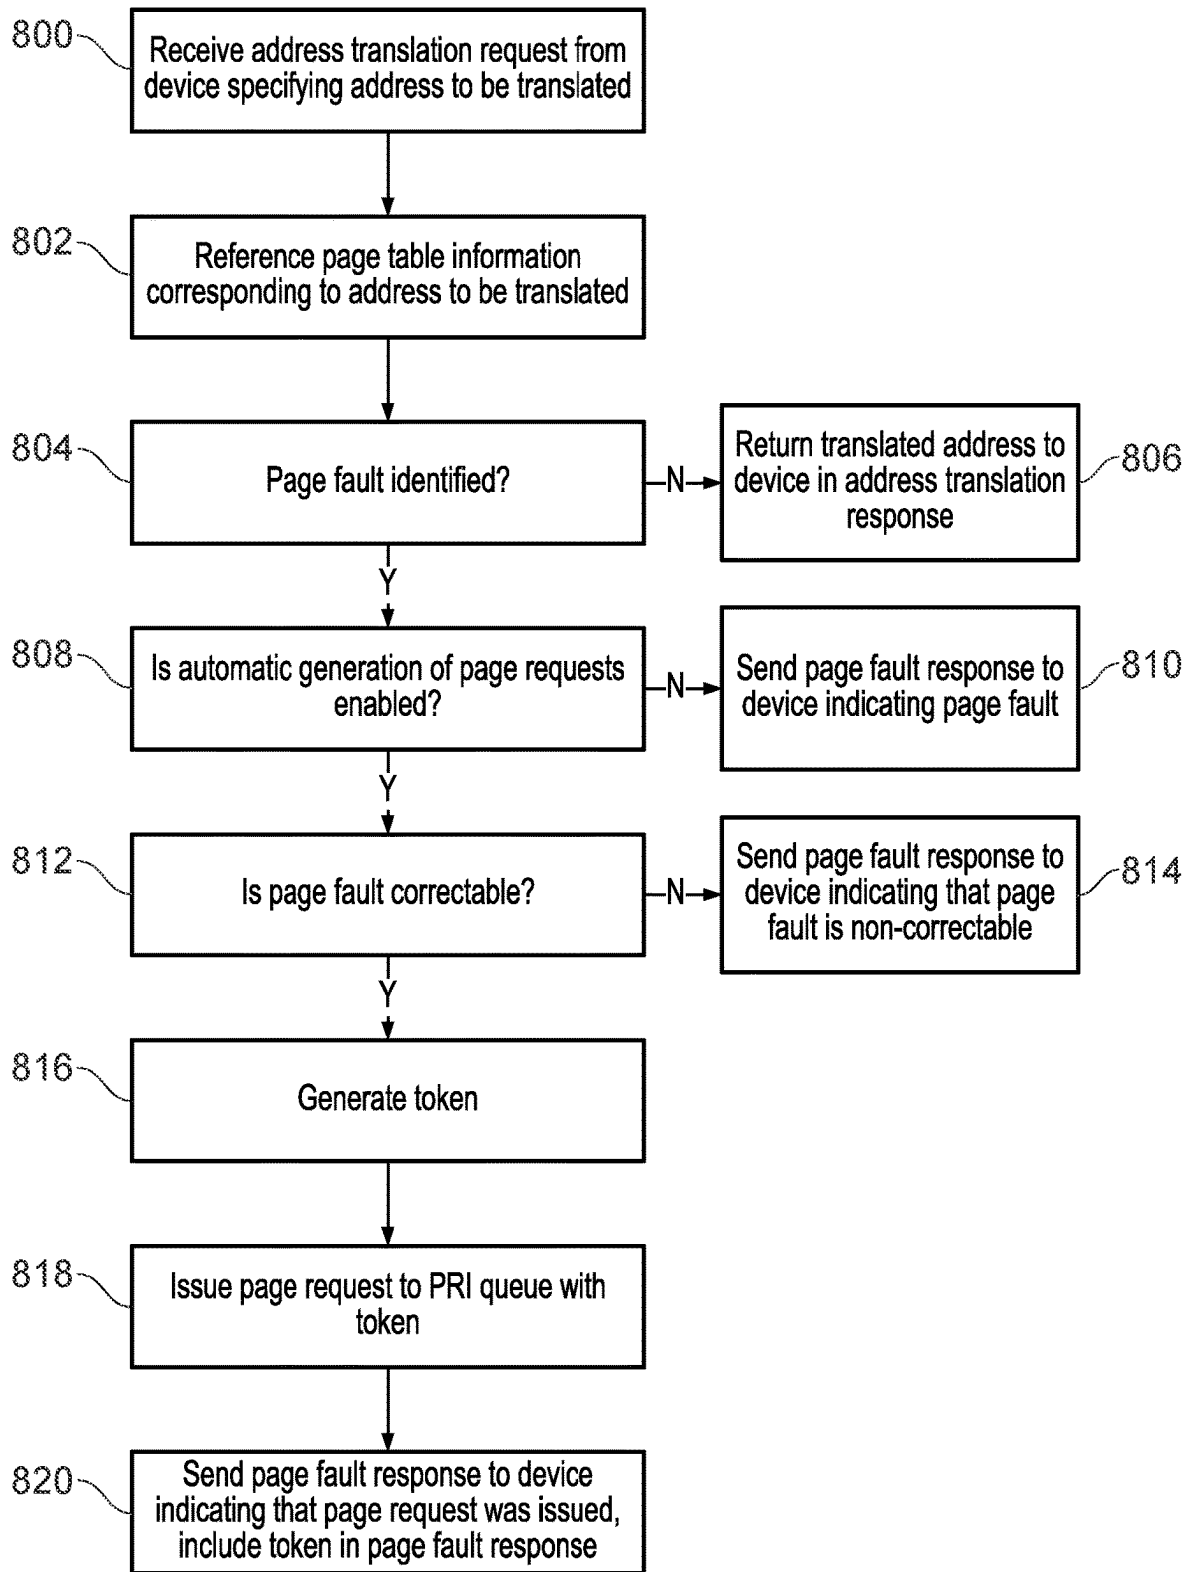 800
Receive address translation request from
device specifying address to be translated
802
Reference page table information
corresponding to address to be translated
804
Page fault identified?
N
Return translated address to
device in address translation
response
806
Y
808
Is automatic generation of page requests
enabled?
N
Send page fault response to
device indicating page fault
810
Y
812
Is page fault correctable?
N
Send page fault response to
device indicating that page
fault is non-correctable
814
Y
816
Generate token
818
Issue page request to PRI queue with
token
820
Send page fault response to device
indicating that page request was issued,
include token in page fault response